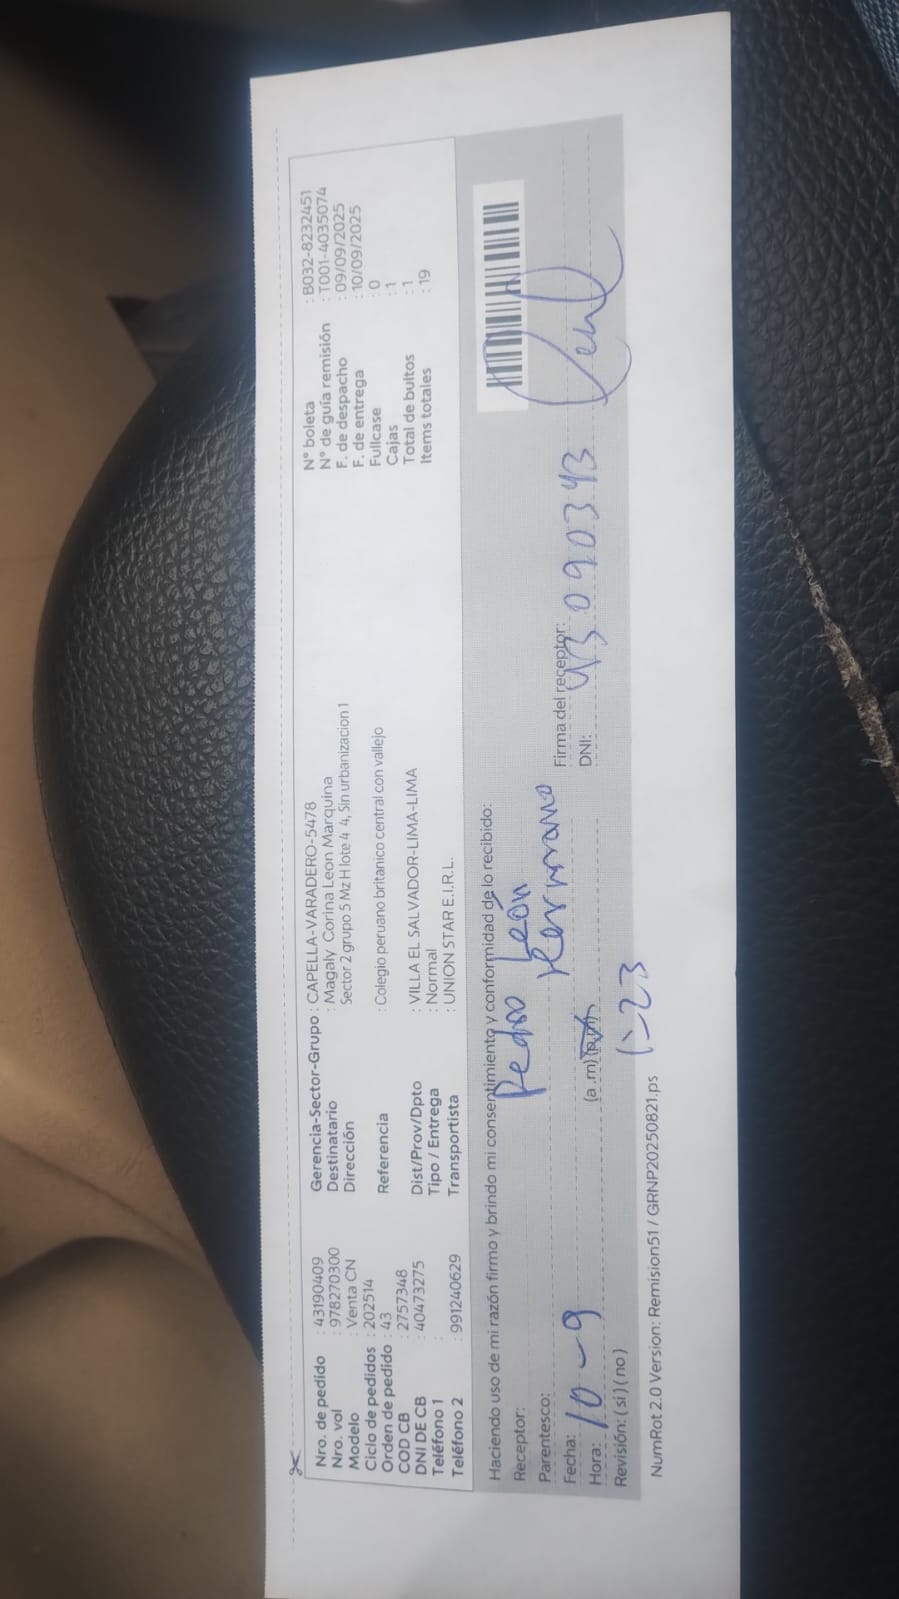 Nro. de pedido : 43190409
Nro. vol : 978270300
Modelo : Venta CN
Ciclo de pedidos : 202514
Orden de pedido : 43
COD CB : 2757348
DNI DE CB : 40473275
Teléfono 1 :
Teléfono 2 : 991240629
Gerencia-Sector-Grupo : CAPELLA-VARADERO-5478
Destinatario : Magaly Corina Leon Marquina
Dirección Sector 2 grupo 5 Mz H lote 4 4, Sin urbanizacion 1
Referencia : Colegio peruano britanico central con vallejo
Dist/Prov/Dpto : VILLA EL SALVADOR-LIMA-LIMA
Tipo / Entrega : Normal
Transportista : UNION STAR E.I.R.L.
N° boleta : B032-8232451
N° de guía remisión : T001-4035074
F. de despacho : 09/09/2025
F. de entrega : 10/09/2025
Fullcase : 0
Cajas : 1
Total de bultos : 1
Items totales : 19
Haciendo uso de mi razón firmo y brindo mi consentimiento y conformidad de lo recibido:
Receptor: Pedro León
Parentesco: Hermano
Fecha: 10-9
Firma del receptor:
Hora: (a.m) (p.m) 1-23
DNI: 43090343
Revisión: (si) (no)
NumRot 2.0 Version: Remision51 / GRNP20250821.ps